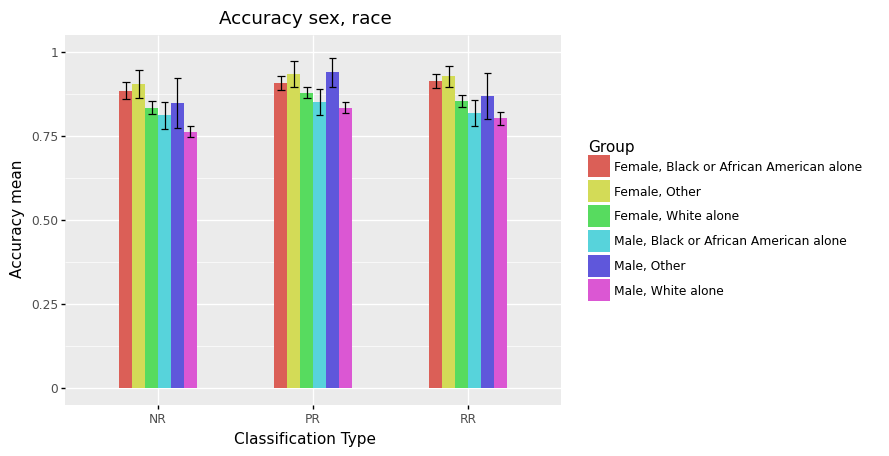 Accuracy sex, race
1
0.75
0.50
0.25
0
Accuracy mean
NR
PR
RR
Classification Type
Group
Female, Black or African American alone
Female, Other
Female, White alone
Male, Black or African American alone
Male, Other
Male, White alone